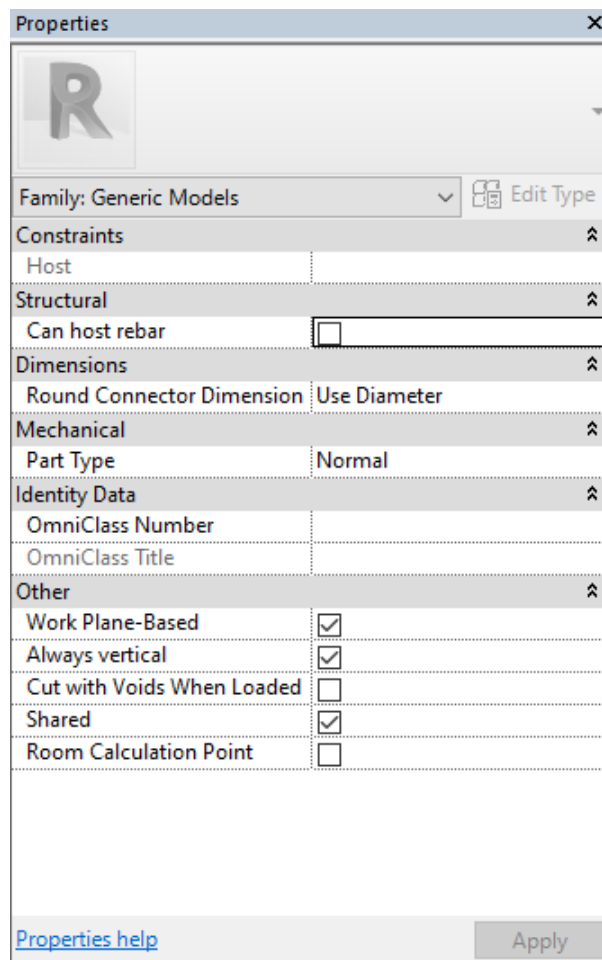 Properties
Family: Generic Models
Edit Type
Constraints
Host
Structural
Can host rebar
Dimensions
Round Connector Dimension Use Diameter
Mechanical
Part Type Normal
Identity Data
OmniClass Number
OmniClass Title
Other
Work Plane-Based
Always vertical
Cut with Voids When Loaded
Shared
Room Calculation Point
Properties help
Apply